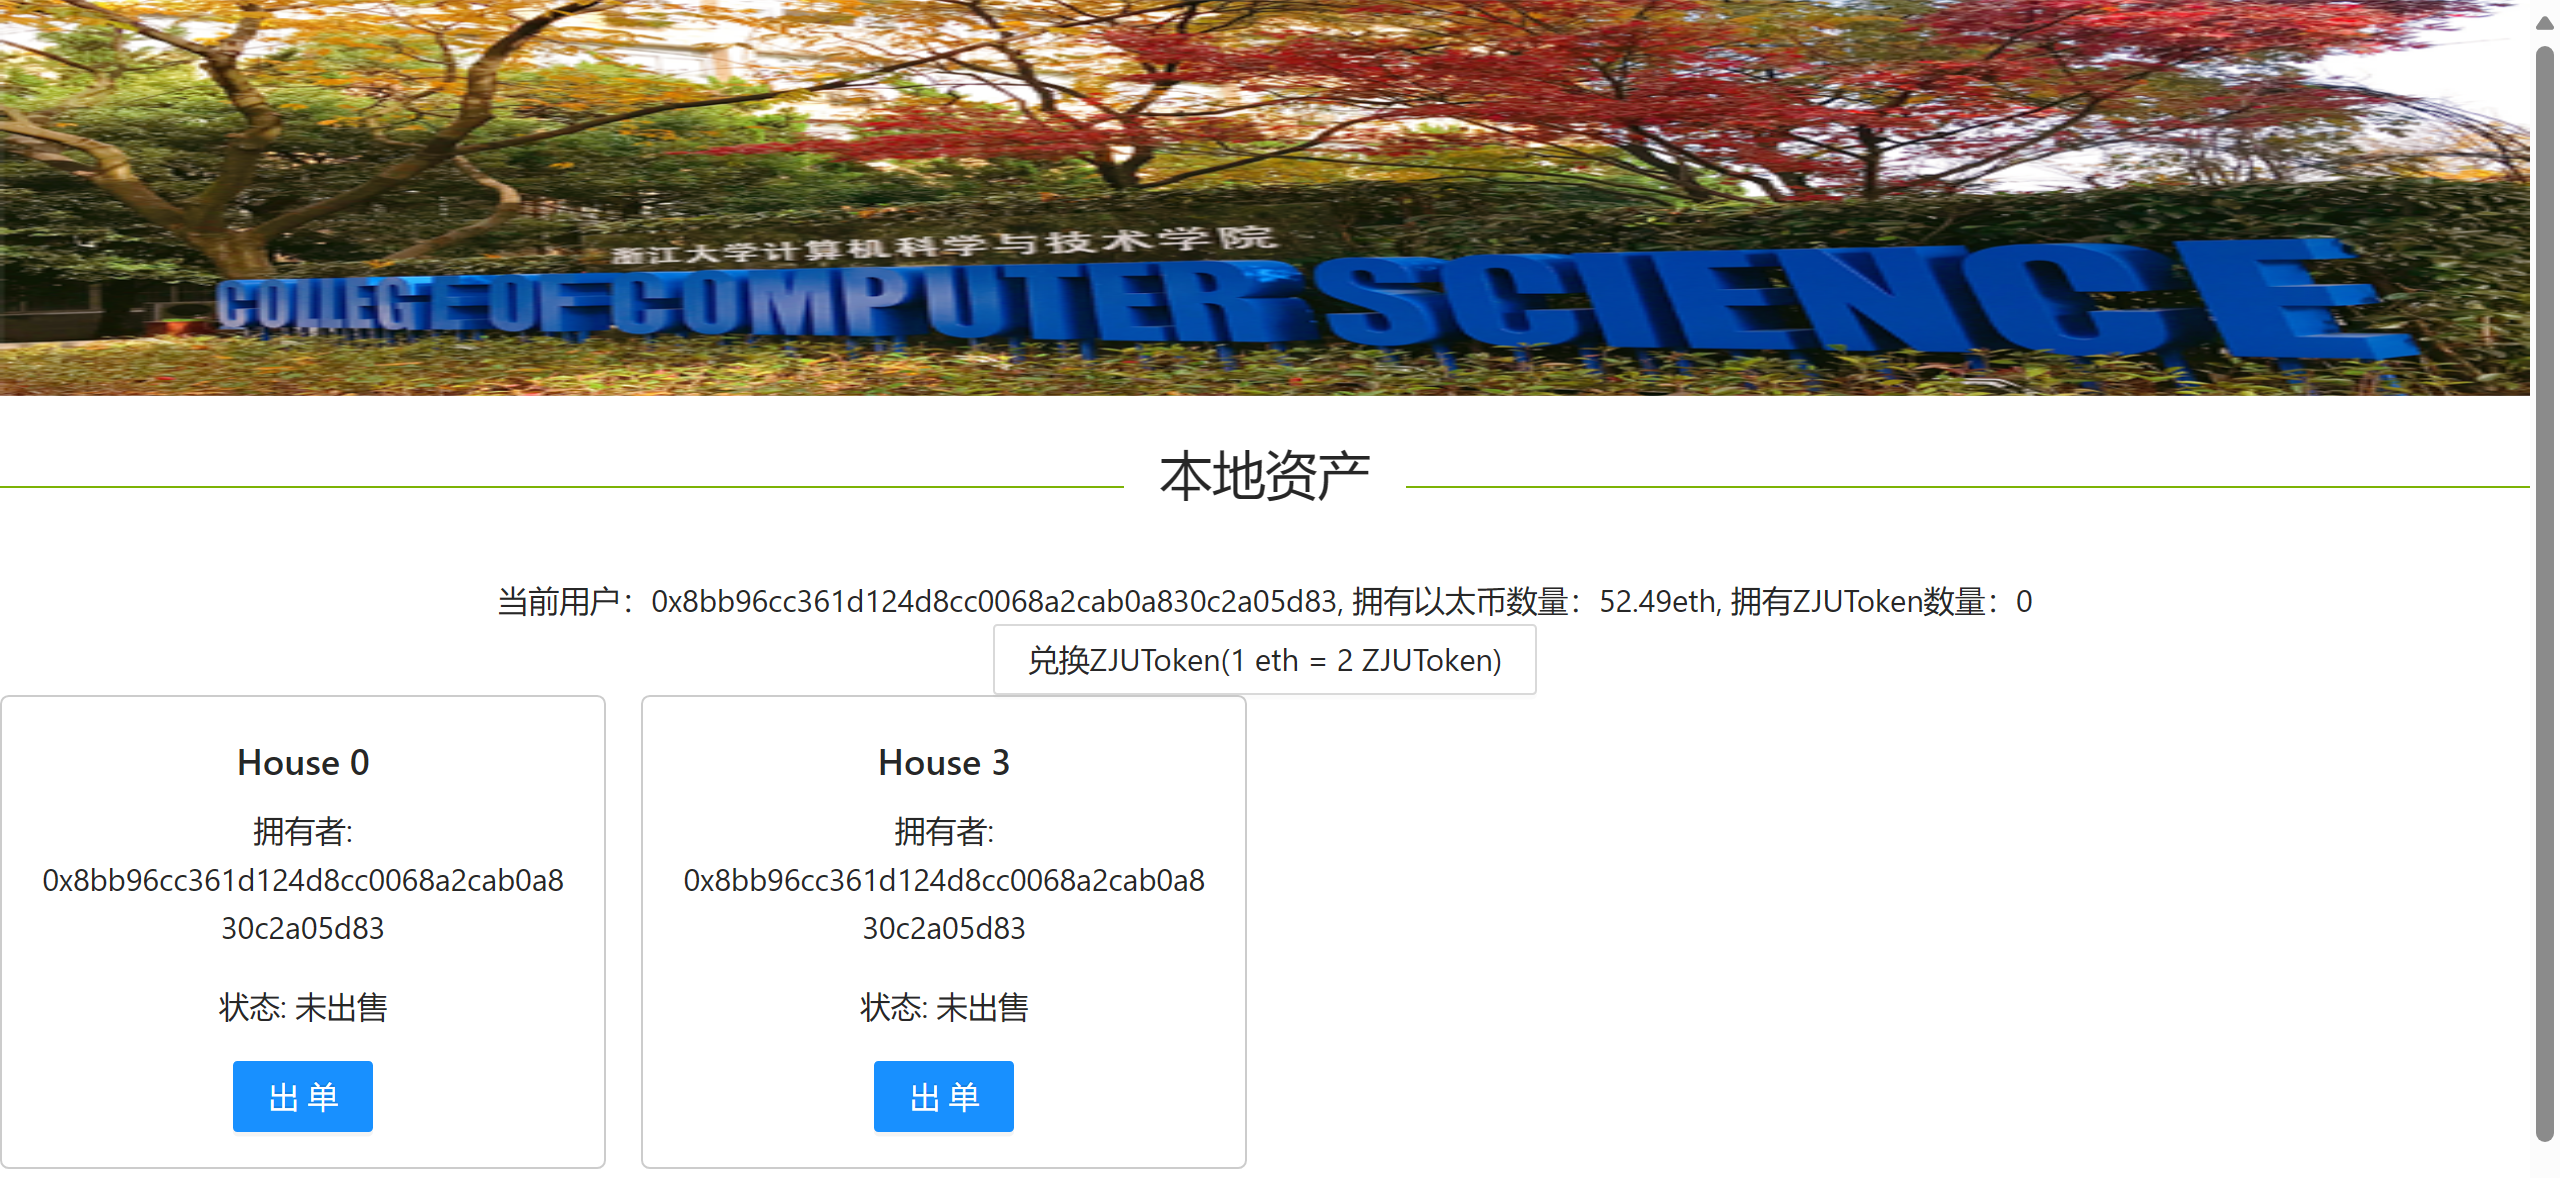 浙江大学计算机科学与技术学院
COLLEGE OF COMPUTER SCIENCE
本地资产
当前用户：0x8bb96cc361d124d8cc0068a2cab0a830c2a05d83, 拥有以太币数量：52.49eth, 拥有ZJUToken数量：0
兑换ZJUToken(1 eth = 2 ZJUToken)
House 0
拥有者:
0x8bb96cc361d124d8cc0068a2cab0a8
30c2a05d83
状态: 未出售
出 单
House 3
拥有者:
0x8bb96cc361d124d8cc0068a2cab0a8
30c2a05d83
状态: 未出售
出 单